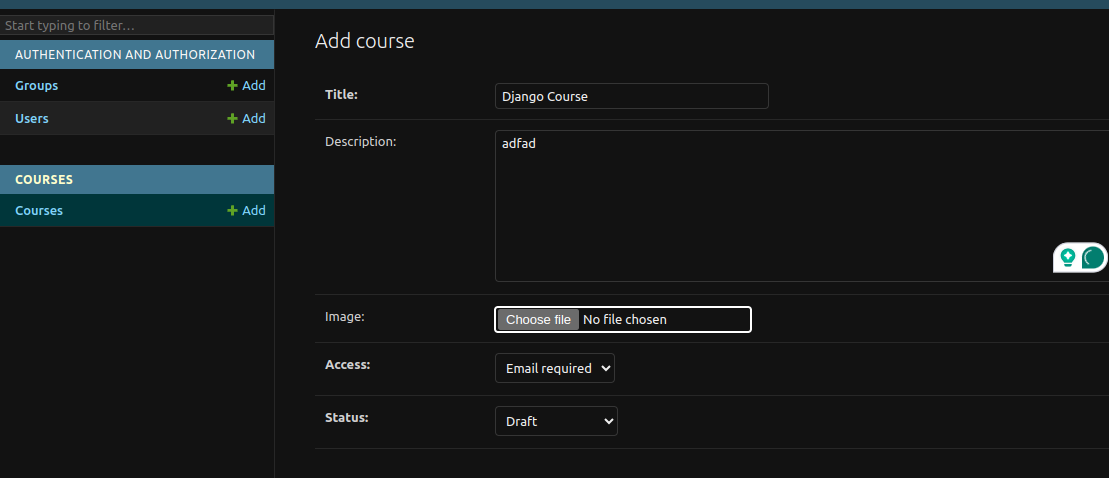 Start typing to filter…
AUTHENTICATION AND AUTHORIZATION
Groups + Add
Users + Add
COURSES
Courses + Add
Add course
Title: Django Course
Description: adfad
Image: Choose file No file chosen
Access: Email required
Status: Draft